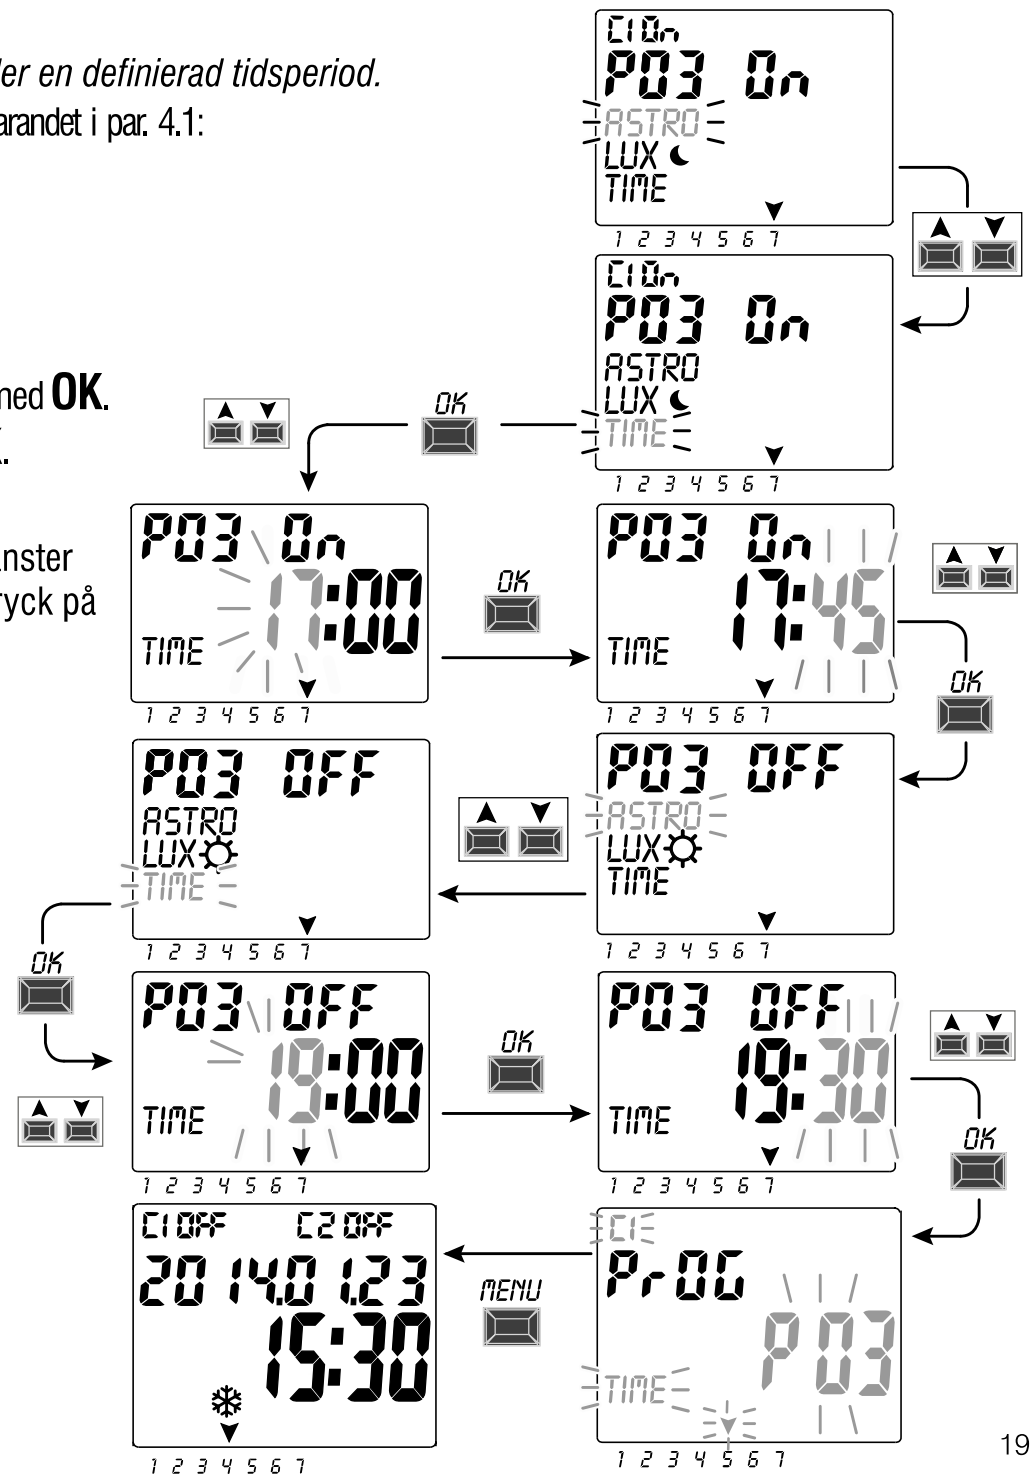 C1 On
P03 On
ler en definierad tidsperiod.
ASTRO
arandet i par. 4.1:
LUX
TIME
1 2 3 4 5 6 7
C1 On
P03 On
ASTRO
LUX
TIME
1 2 3 4 5 6 7
med OK.
OK
.
P03 On
17:00
TIME
1 2 3 4 5 6 7
OK
P03 On
17:45
TIME
1 2 3 4 5 6 7
änster
ryck på
OK
P03 OFF
ASTRO
LUX
TIME
1 2 3 4 5 6 7
P03 OFF
ASTRO
LUX
TIME
1 2 3 4 5 6 7
OK
P03 OFF
19:00
TIME
1 2 3 4 5 6 7
OK
P03 OFF
19:30
TIME
1 2 3 4 5 6 7
OK
C1
PrOG
P03
TIME
1 2 3 4 5 6 7
MENU
C1 OFF C2 OFF
2014.01.23
15:30
1 2 3 4 5 6 7
19